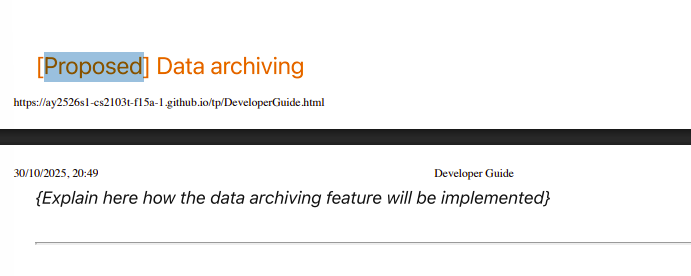 [Proposed] Data archiving
https://ay2526s1-cs2103t-f15a-1.github.io/tp/DeveloperGuide.html
30/10/2025, 20:49 Developer Guide
{Explain here how the data archiving feature will be implemented}